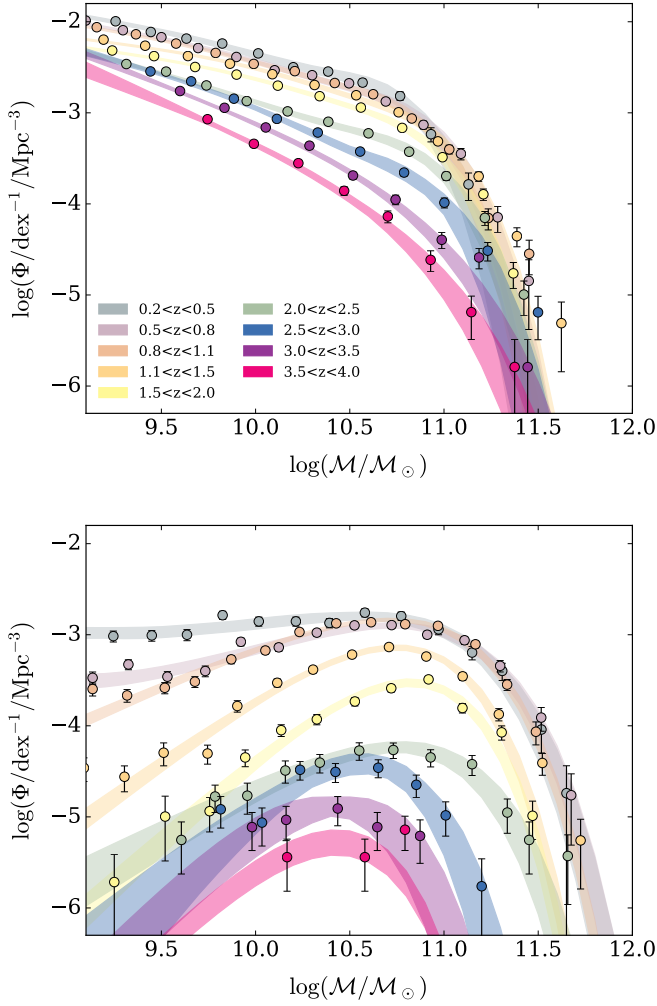 −2
−3
−4
−5
−6
log(Φ/dex⁻¹/Mpc⁻³)
0.2<z<0.5
0.5<z<0.8
0.8<z<1.1
1.1<z<1.5
1.5<z<2.0
2.0<z<2.5
2.5<z<3.0
3.0<z<3.5
3.5<z<4.0
9.5 10.0 10.5 11.0 11.5 12.0
log(ℳ/ℳ⊙)
−2
−3
−4
−5
−6
log(Φ/dex⁻¹/Mpc⁻³)
9.5 10.0 10.5 11.0 11.5 12.0
log(ℳ/ℳ⊙)